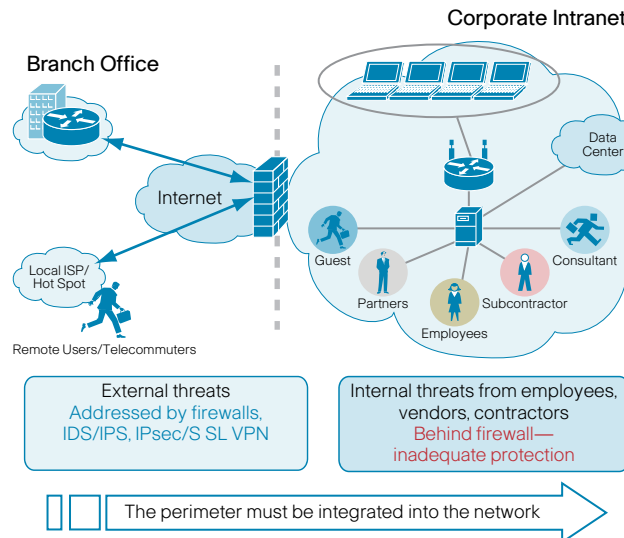 Corporate Intranet
Branch Office
Data
Center
Internet
Local ISP/
Hot Spot
Guest
Consultant
Partners
Subcontractor
Employees
Remote Users/Telecommuters
External threats
Addressed by firewalls,
IDS/IPS, IPsec/S SL VPN
Internal threats from employees,
vendors, contractors
Behind firewall—
inadequate protection
The perimeter must be integrated into the network